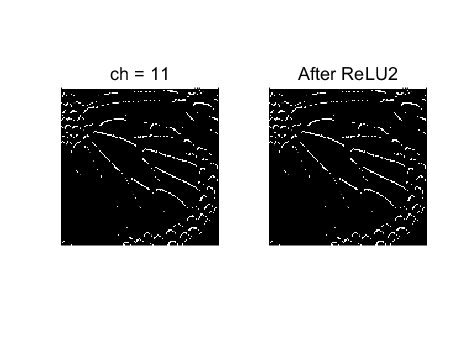 ch = 11
After ReLU2